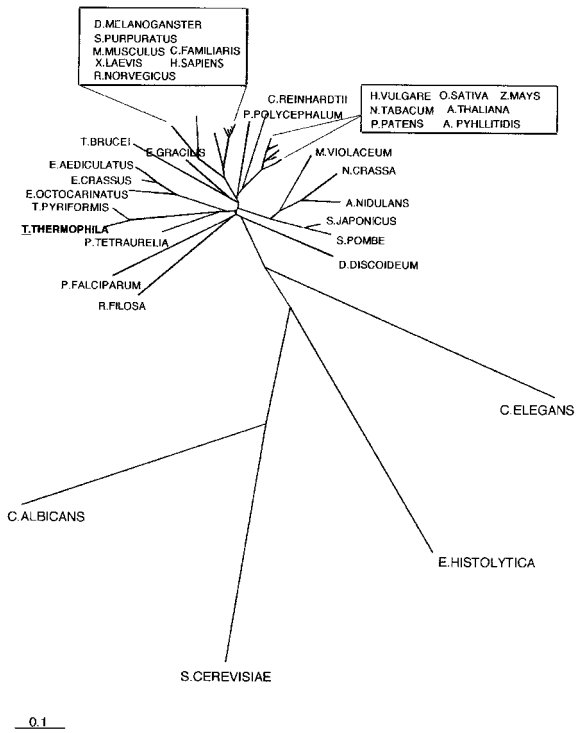 D.MELANOGANSTER
S.PURPURATUS
M.MUSCULUS C.FAMILIARIS
X.LAEVIS H.SAPIENS
R.NORVEGICUS
C.REINHARDTII
H.VULGARE O.SATIVA Z.MAYS
N.TABACUM A.THALIANA
P.PATENS A. PYHLLITIDIS
P.POLYCEPHALUM
T.BRUCEI
E.GRACILIS
M.VIOLACEUM
E.AEDICULATUS
N.CRASSA
E.CRASSUS
E.OCTOCARINATUS
A.NIDULANS
T.PYRIFORMIS
S.JAPONICUS
T.THERMOPHILA
P.TETRAURELIA
S.POMBE
D.DISCOIDEUM
P.FALCIPARUM
R.FILOSA
C.ELEGANS
C.ALBICANS
E.HISTOLYTICA
S.CEREVISIAE
0.1